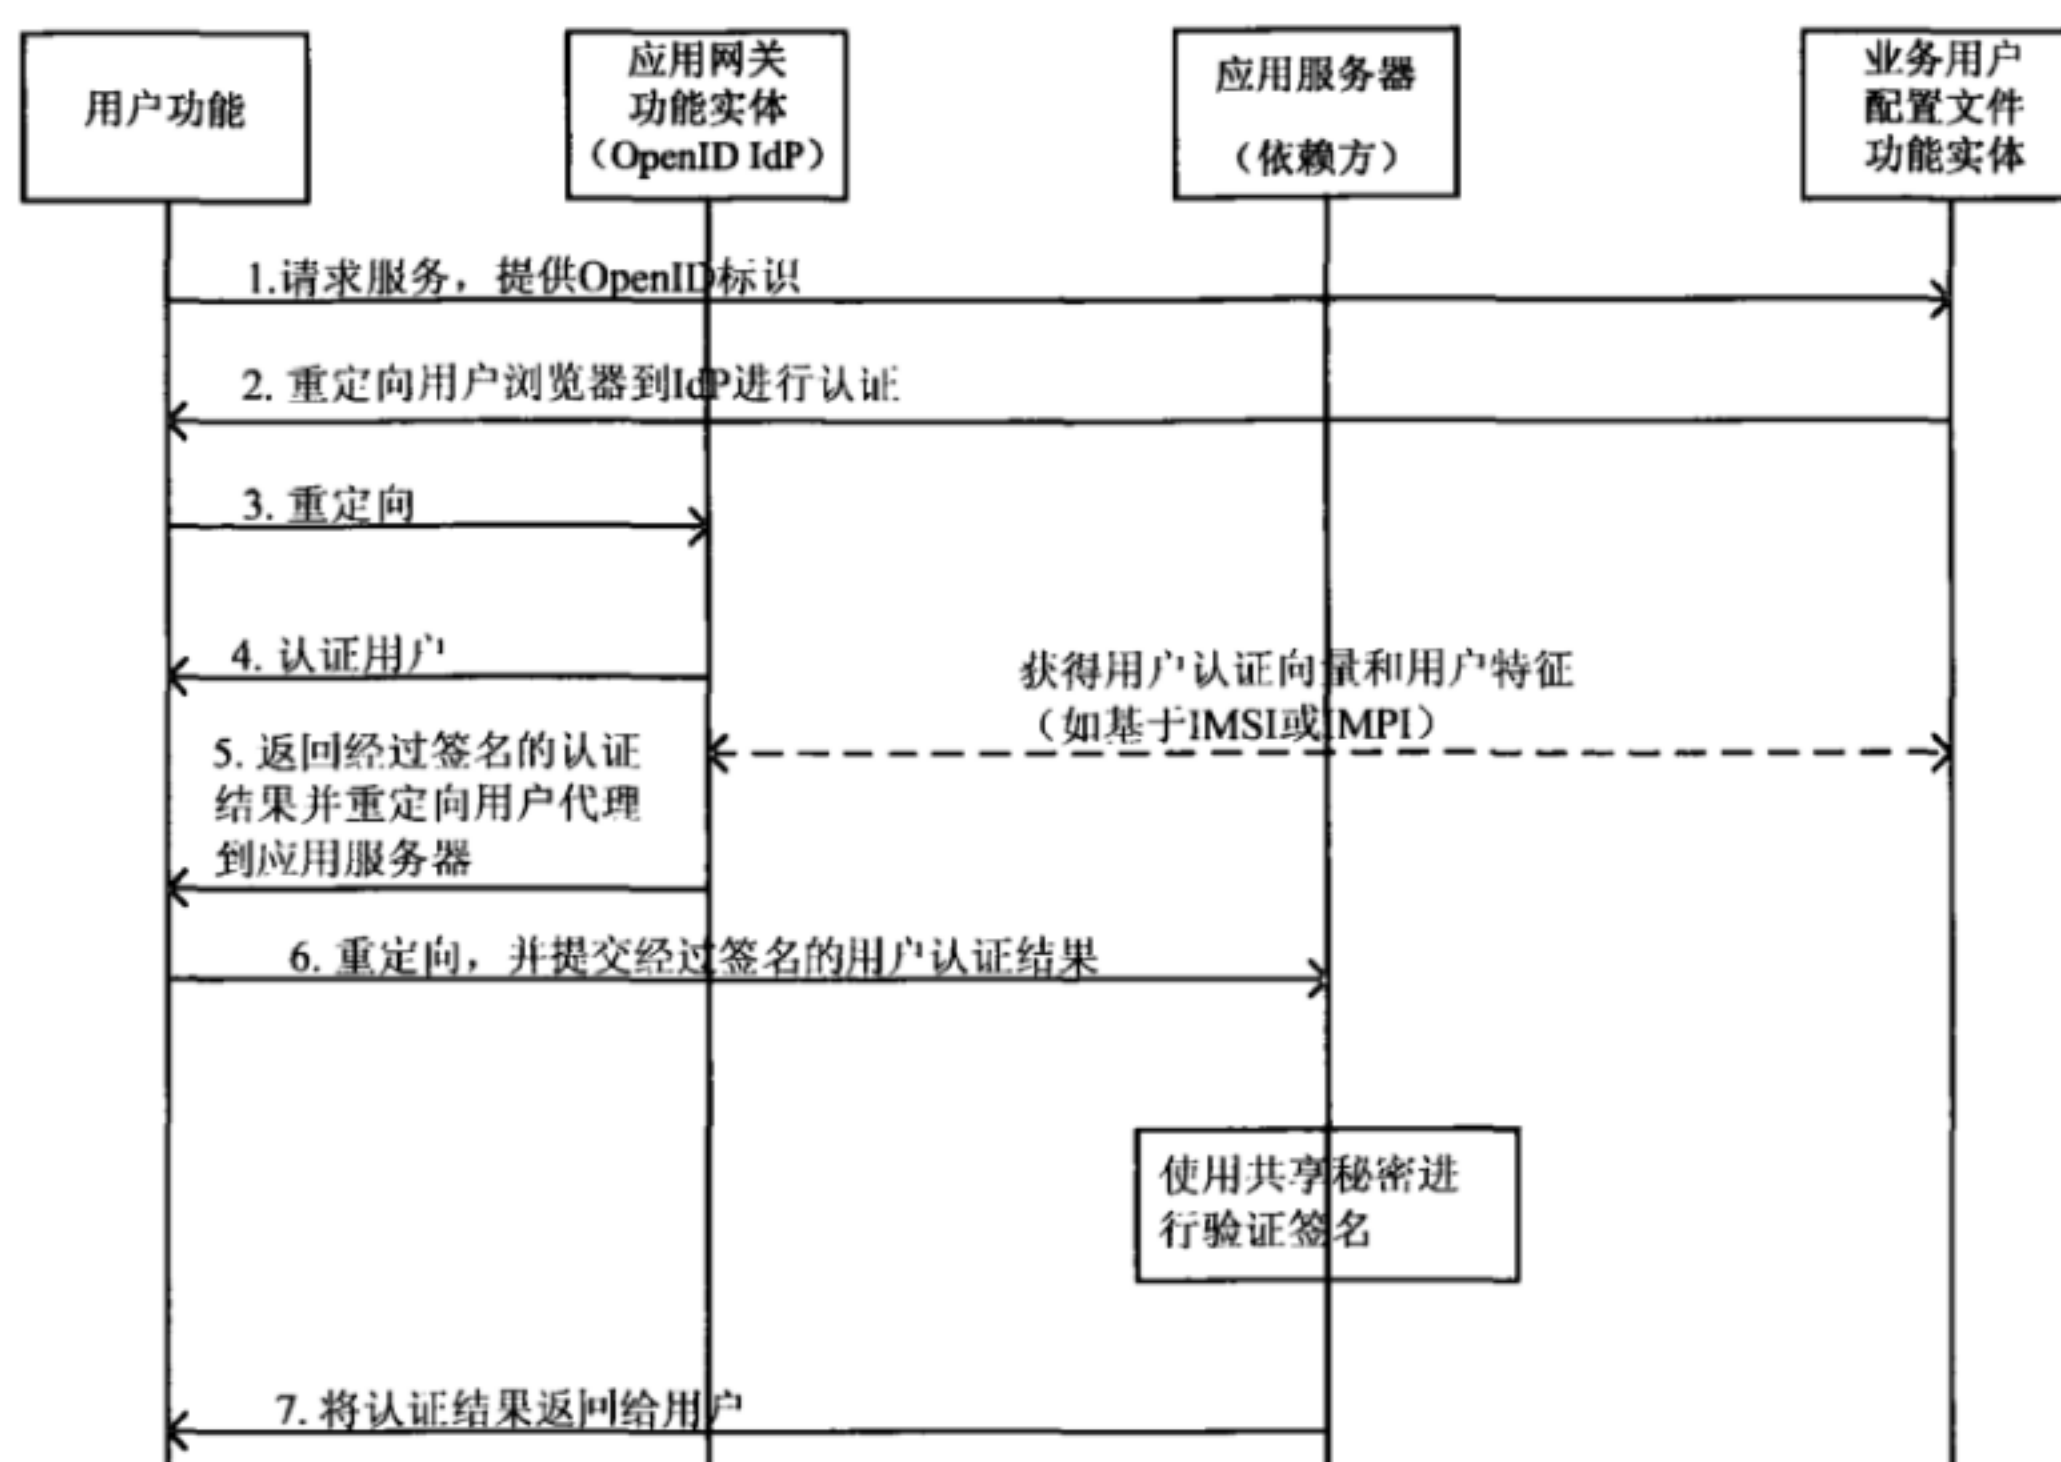 用户功能
应用网关
功能实体
（OpenID IdP）
应用服务器
（依赖方）
业务用户
配置文件
功能实体
1.请求服务，提供OpenID标识
2. 重定向用户浏览器到IdP进行认证
3. 重定向
4. 认证用户
获得用户认证向量和用户特征
（如基于IMSI或IMPI）
5. 返回经过签名的认证
结果并重定向用户代理
到应用服务器
6. 重定向，并提交经过签名的用户认证结果
使用共享秘密进
行验证签名
7. 将认证结果返回给用户